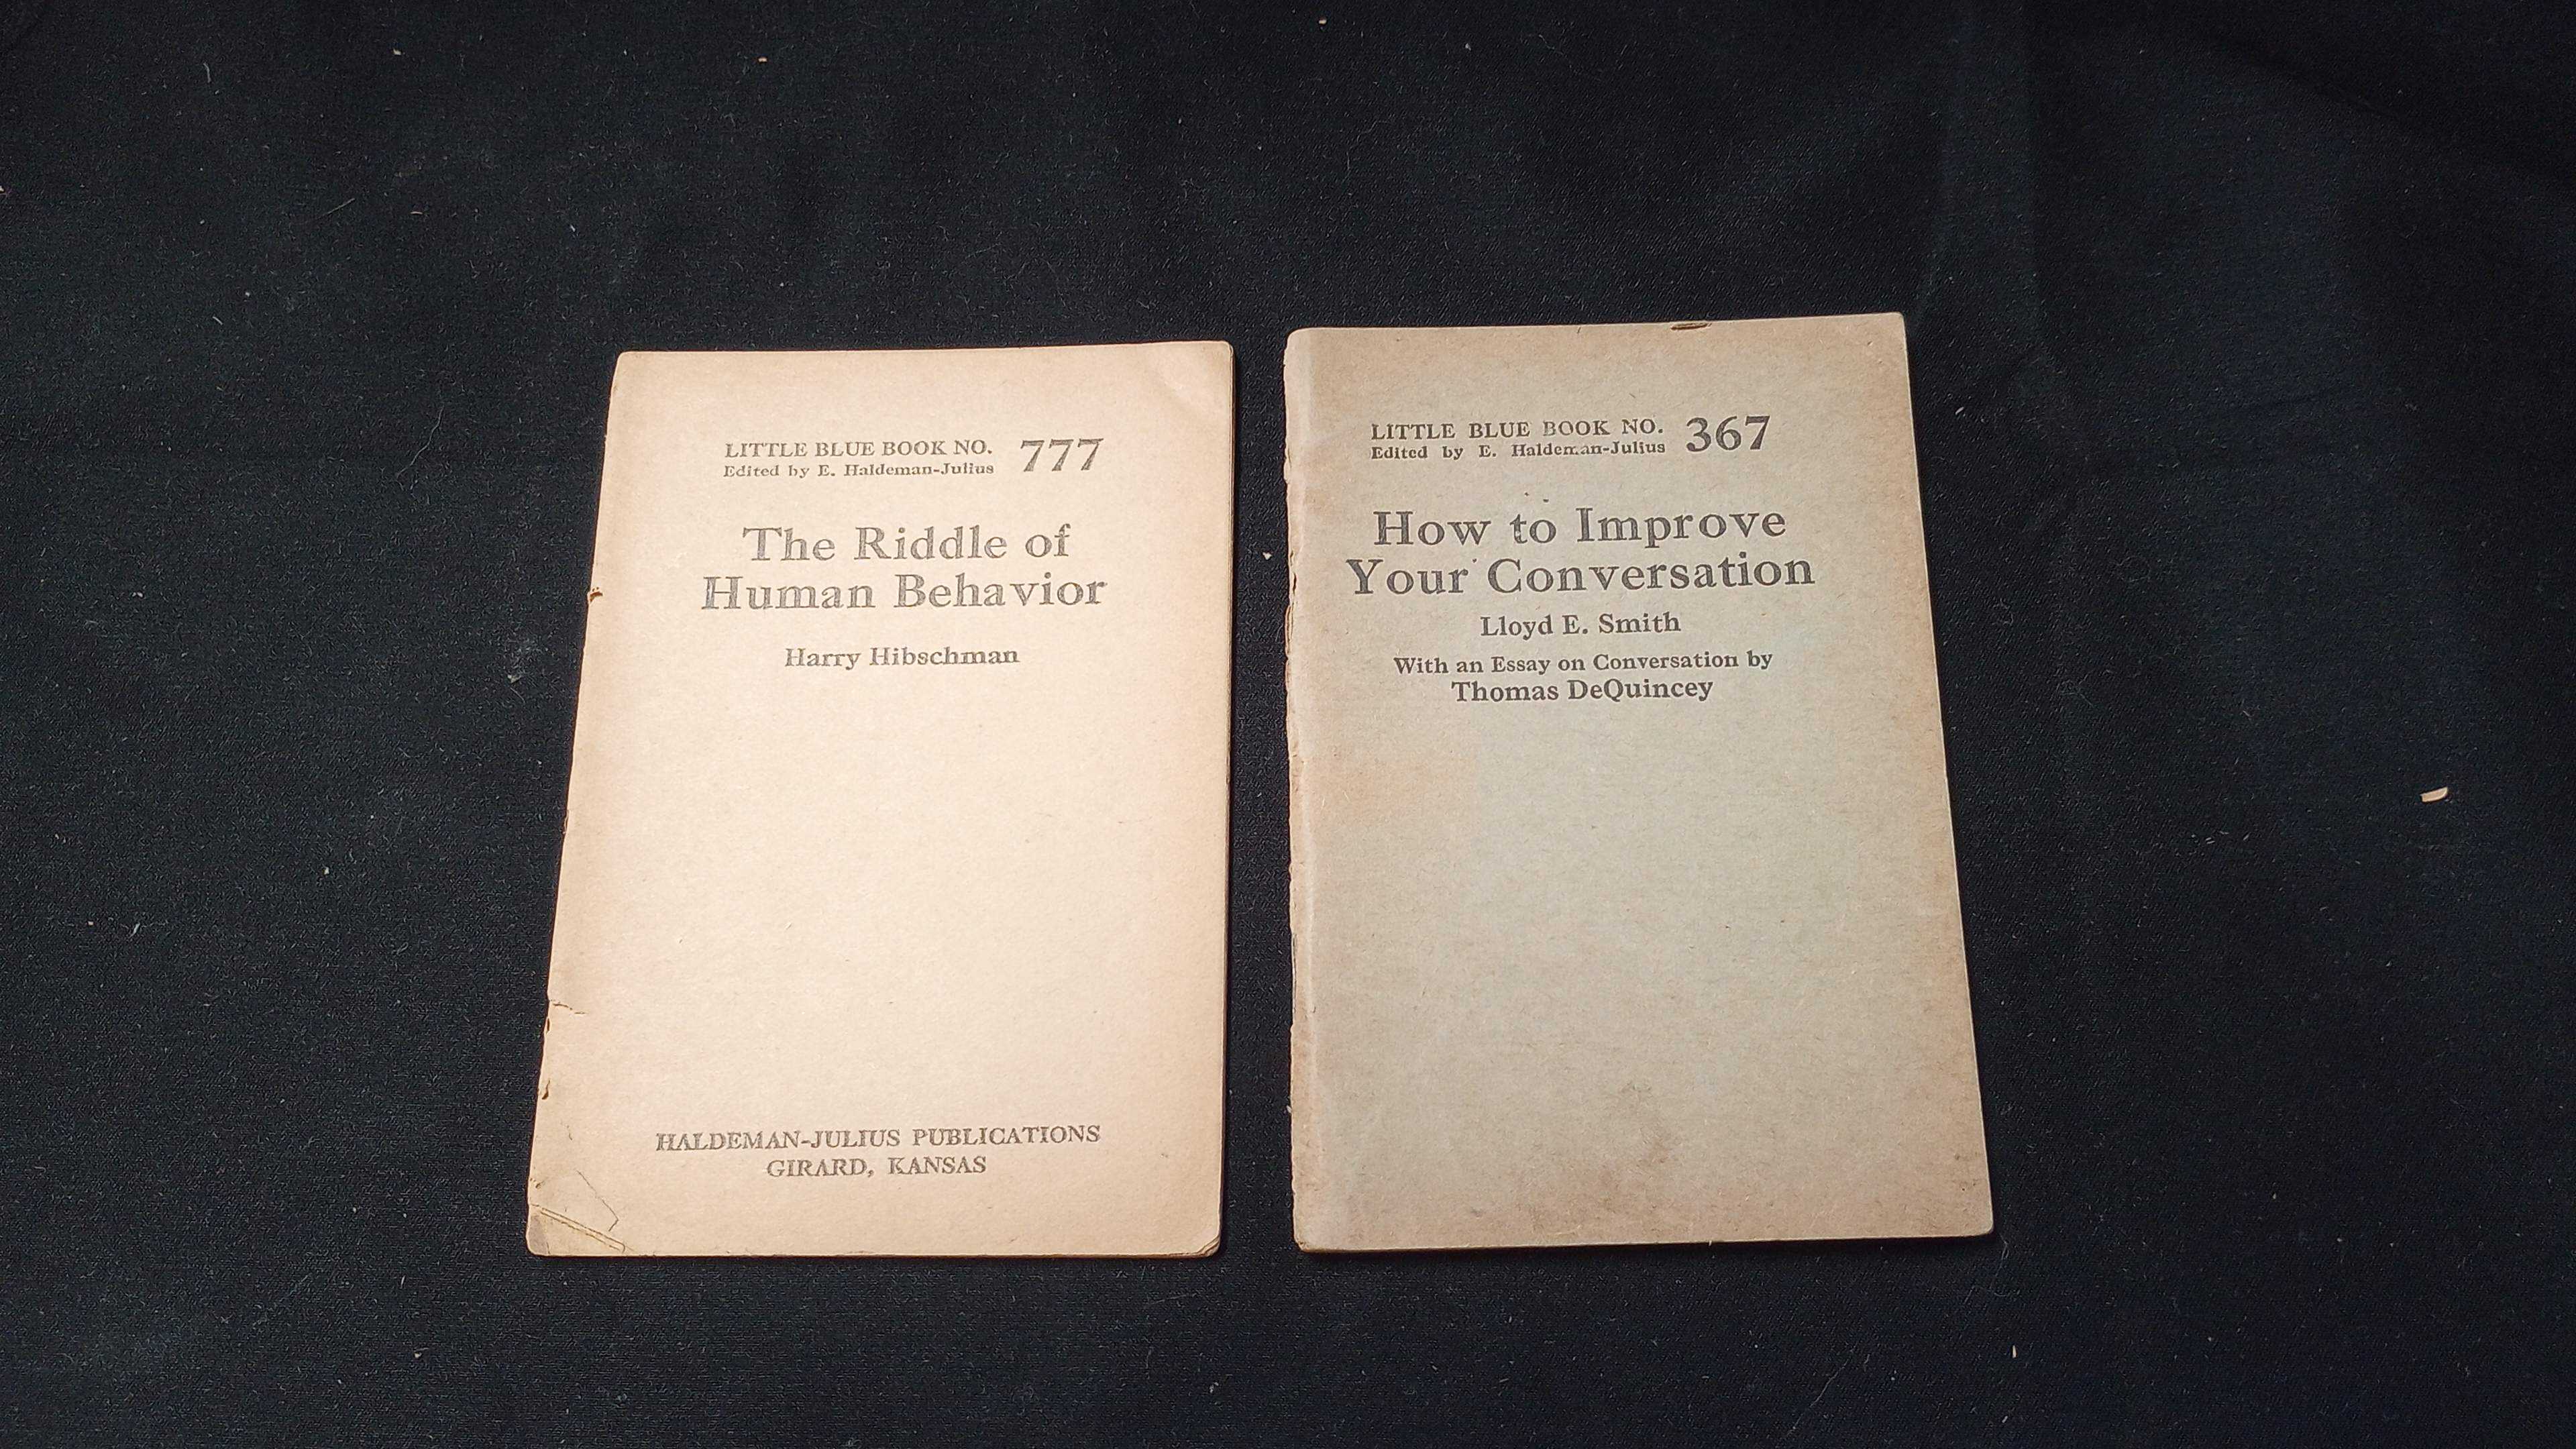 LITTLE BLUE BOOK NO. 777
Edited by E. Haldeman-Julius
The Riddle of
Human Behavior
Harry Hibschman
HALDEMAN-JULIUS PUBLICATIONS
GIRARD, KANSAS
LITTLE BLUE BOOK NO. 367
Edited by E. Haldeman-Julius
How to Improve
Your Conversation
Lloyd E. Smith
With an Essay on Conversation by
Thomas DeQuincey